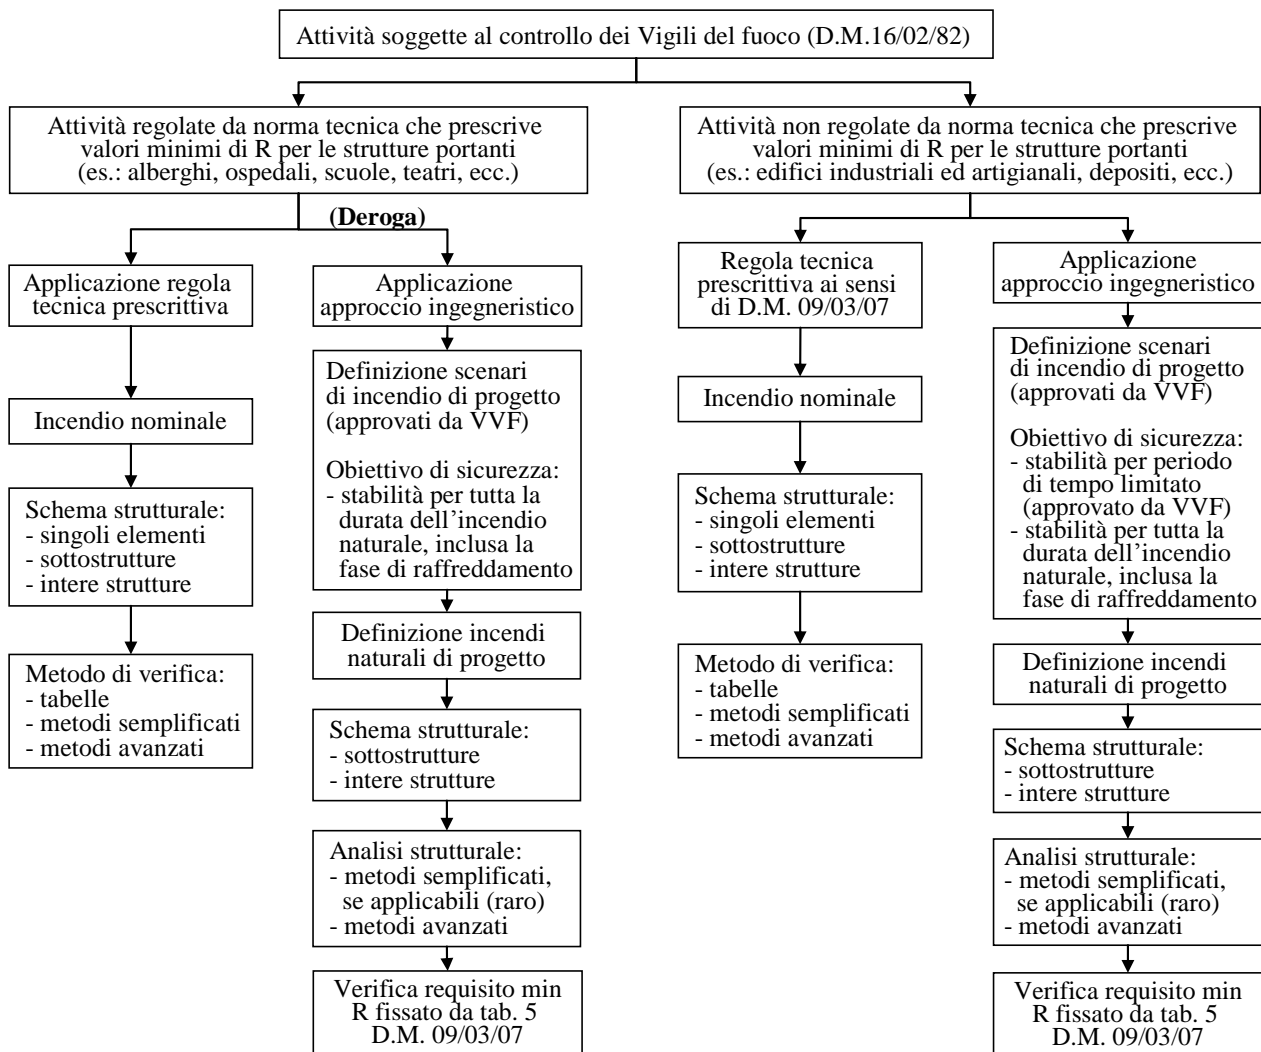 Attività soggette al controllo dei Vigili del fuoco (D.M.16/02/82)
Attività regolate da norma tecnica che prescrive
valori minimi di R per le strutture portanti
(es.: alberghi, ospedali, scuole, teatri, ecc.)
Attività non regolate da norma tecnica che prescrive
valori minimi di R per le strutture portanti
(es.: edifici industriali ed artigianali, depositi, ecc.)
(Deroga)
Applicazione regola
tecnica prescrittiva
Incendio nominale
Schema strutturale:
- singoli elementi
- sottostrutture
- intere strutture
Metodo di verifica:
- tabelle
- metodi semplificati
- metodi avanzati
Applicazione
approccio ingegneristico
Definizione scenari
di incendio di progetto
(approvati da VVF)
Obiettivo di sicurezza:
- stabilità per tutta la
durata dell'incendio
naturale, inclusa la
fase di raffreddamento
Definizione incendi
naturali di progetto
Schema strutturale:
- sottostrutture
- intere strutture
Analisi strutturale:
- metodi semplificati,
se applicabili (raro)
- metodi avanzati
Verifica requisito min
R fissato da tab. 5
D.M. 09/03/07
Regola tecnica
prescrittiva ai sensi
di D.M. 09/03/07
Incendio nominale
Schema strutturale:
- singoli elementi
- sottostrutture
- intere strutture
Metodo di verifica:
- tabelle
- metodi semplificati
- metodi avanzati
Applicazione
approccio ingegneristico
Definizione scenari
di incendio di progetto
(approvati da VVF)
Obiettivo di sicurezza:
- stabilità per periodo
di tempo limitato
(approvato da VVF)
- stabilità per tutta la
durata dell'incendio
naturale, inclusa la
fase di raffreddamento
Definizione incendi
naturali di progetto
Schema strutturale:
- sottostrutture
- intere strutture
Analisi strutturale:
- metodi semplificati,
se applicabili (raro)
- metodi avanzati
Verifica requisito min
R fissato da tab. 5
D.M. 09/03/07